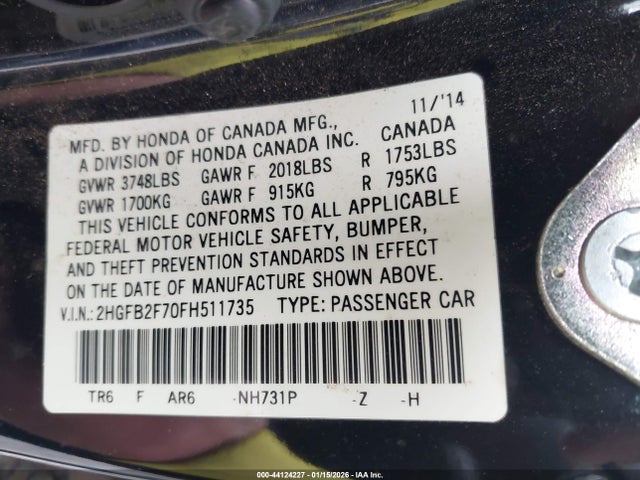 11/'14
MFD. BY HONDA OF CANADA MFG., CANADA
A DIVISION OF HONDA CANADA INC.
GVWR 3748LBS GAWR F 2018LBS R 1753LBS
GVWR 1700KG GAWR F 915KG R 795KG
THIS VEHICLE CONFORMS TO ALL APPLICABLE
FEDERAL MOTOR VEHICLE SAFETY, BUMPER,
AND THEFT PREVENTION STANDARDS IN EFFECT
ON THE DATE OF MANUFACTURE SHOWN ABOVE.
V.I.N.: 2HGFB2F70FH511735 TYPE: PASSENGER CAR
TR6 F AR6 -NH731P -Z -H
000-44124227 - 01/15/2026 - IAA Inc.